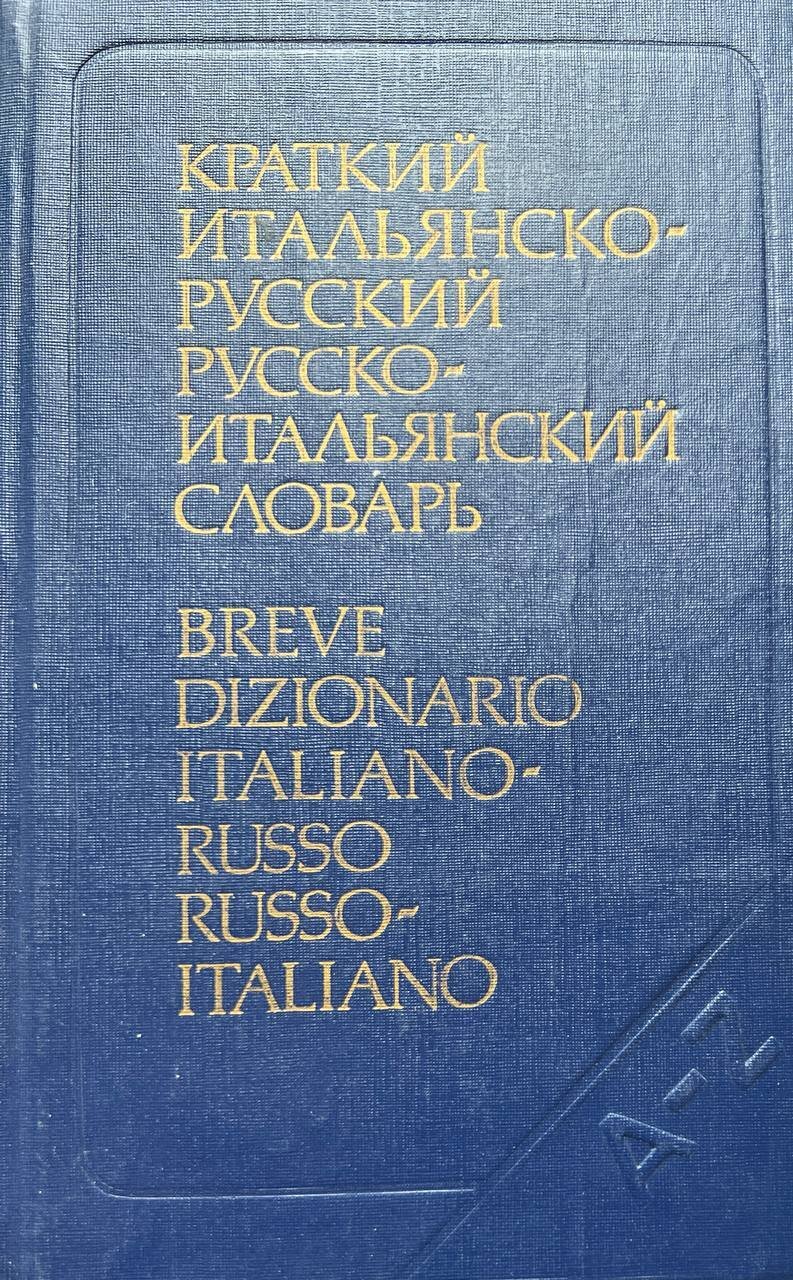 КРАТКИЙ
ИТАЛЬЯНСКО-
РУССКИЙ
РУССКО-
ИТАЛЬЯНСКИЙ
СЛОВАРЬ
BREVE
DIZIONARIO
ITALIANO-
RUSSO
RUSSO-
ITALIANO
A-Z